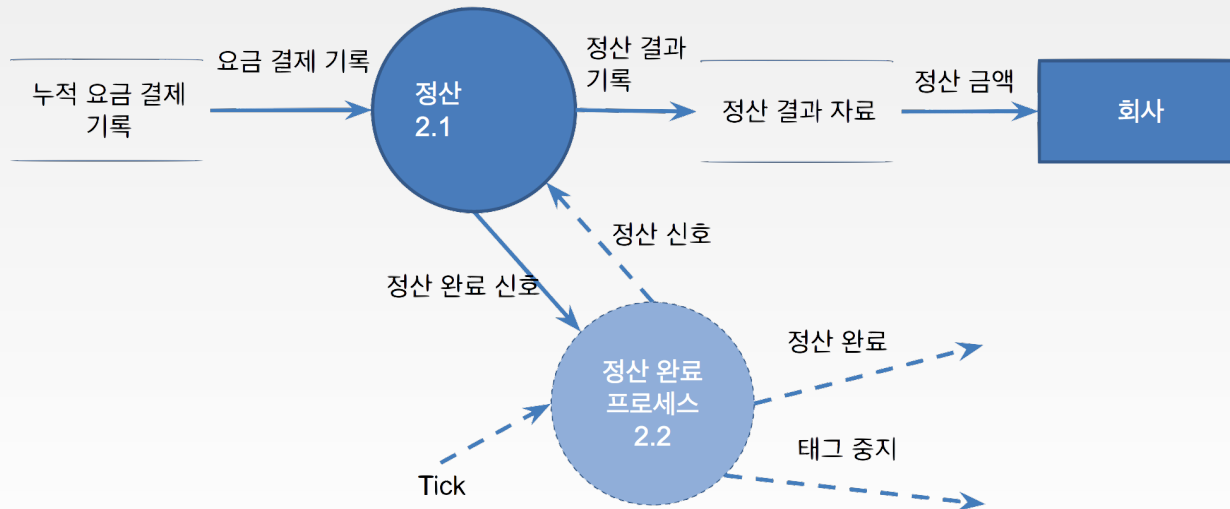 요금 결제 기록
누적 요금 결제
기록
정산
2.1
정산 결과
기록
정산 결과 자료
정산 금액
회사
정산 신호
정산 완료 신호
정산 완료
프로세스
2.2
정산 완료
태그 중지
Tick